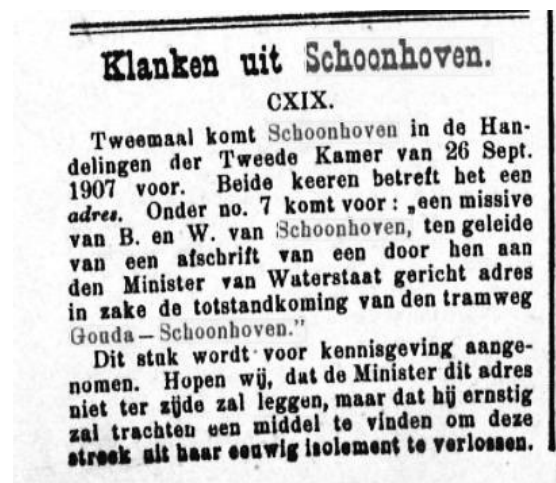 Klanken uit Schoonhoven.
CXIX.
Tweemaal komt Schoonhoven in de Han-
delingen der Tweede Kamer van 26 Sept.
1907 voor. Beide keeren betreft het een
adres. Onder no. 7 komt voor: „een missive
van B. en W. van Schoonhoven, ten geleide
van een afschrift van een door hen aan
den Minister van Waterstaat gericht adres
in zake de totstandkoming van den tramweg
Gouda—Schoonhoven."
Dit stuk wordt voor kennisgeving aange-
nomen. Hopen wij, dat de Minister dit adres
niet ter zijde zal leggen, maar dat hij ernstig
zal trachten een middel te vinden om deze
streek uit haar eeuwig isolement te verlossen.